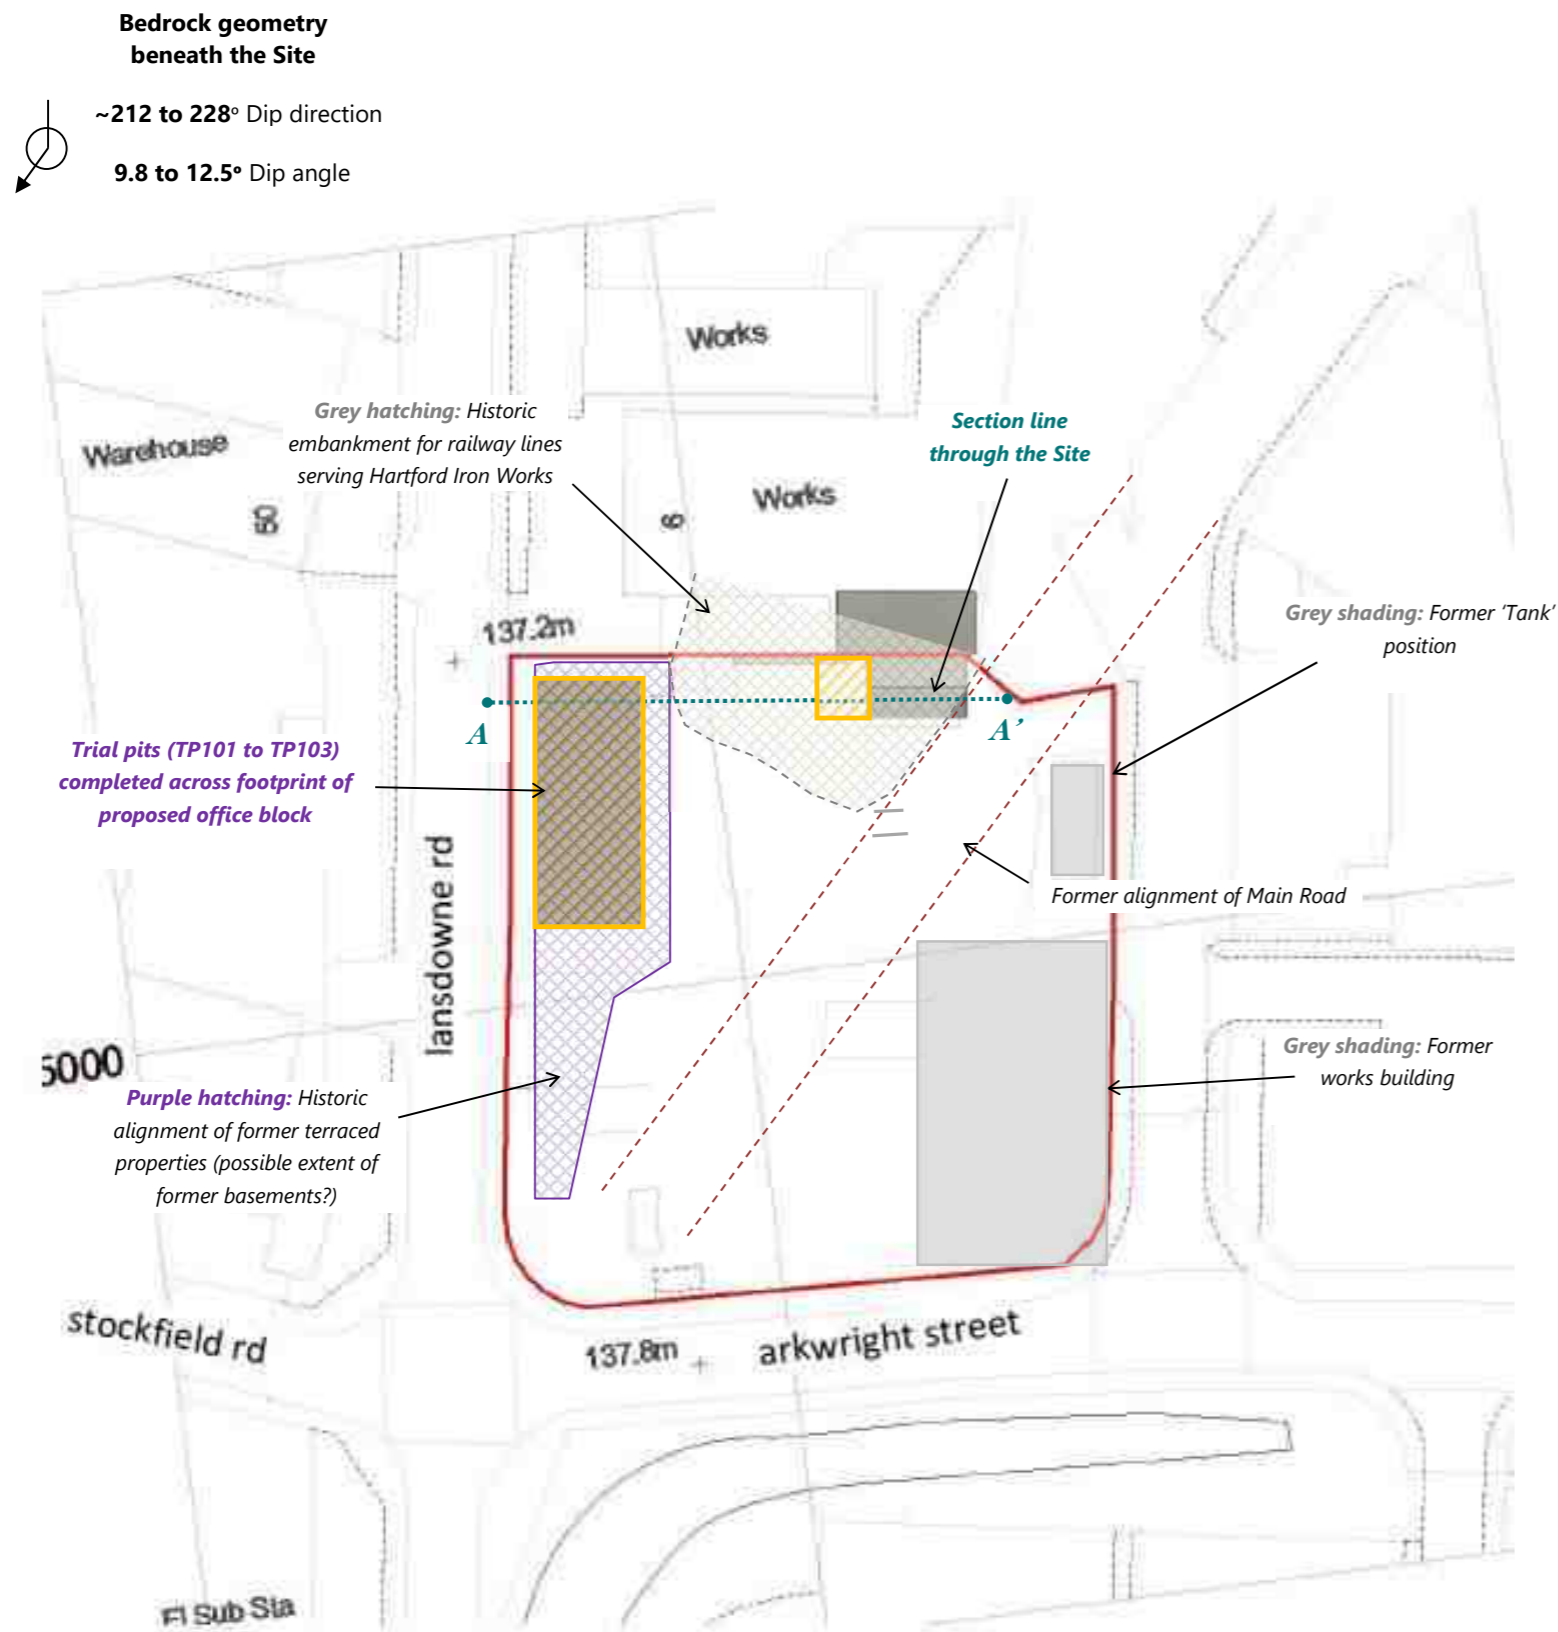 Bedrock geometry
beneath the Site
~212 to 228° Dip direction
9.8 to 12.5° Dip angle
Works
Grey hatching: Historic
embankment for railway lines
serving Hartford Iron Works
Section line
through the Site
Warehouse
50
Works
6
137.2m
Grey shading: Former ‘Tank’
position
A
A’
Trial pits (TP101 to TP103)
completed across footprint of
proposed office block
lansdowne rd
Former alignment of Main Road
5000
Grey shading: Former
works building
Purple hatching: Historic
alignment of former terraced
properties (possible extent of
former basements?)
stockfield rd
137.8m
arkwright street
El Sub Sta